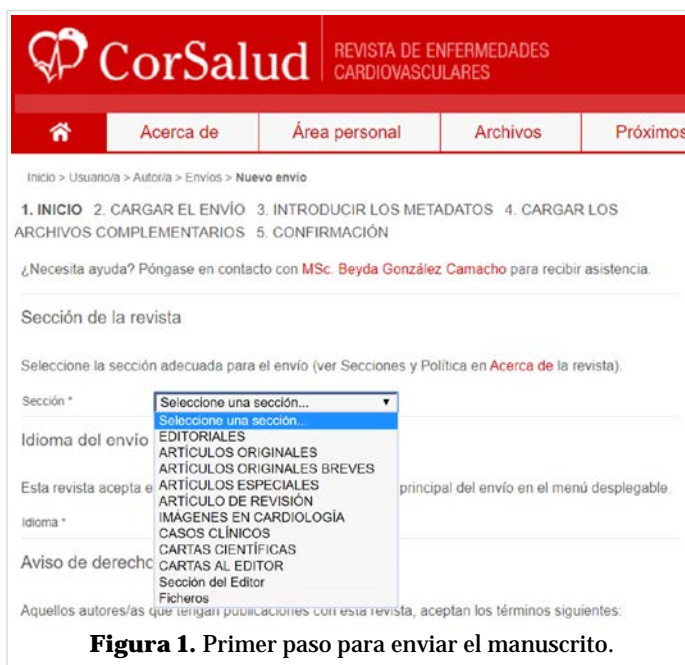 CorSalud
REVISTA DE ENFERMEDADES
CARDIOVASCULARES
Acerca de Área personal Archivos Próximos
Inicio > Usuario/a > Autor/a > Envíos > Nuevo envío
1. INICIO 2. CARGAR EL ENVÍO 3. INTRODUCIR LOS METADATOS 4. CARGAR LOS
ARCHIVOS COMPLEMENTARIOS 5. CONFIRMACIÓN
¿Necesita ayuda? Póngase en contacto con MSc. Beyda González Camacho para recibir asistencia.
Sección de la revista
Seleccione la sección adecuada para el envío (ver Secciones y Política en Acerca de la revista).
Sección * Seleccione una sección...
Seleccione una sección...
EDITORIALES
ARTÍCULOS ORIGINALES
ARTÍCULOS ORIGINALES BREVES
ARTÍCULOS ESPECIALES
ARTÍCULO DE REVISIÓN
IMÁGENES EN CARDIOLOGÍA
CASOS CLÍNICOS
CARTAS CIENTÍFICAS
CARTAS AL EDITOR
Sección del Editor
Ficheros
Idioma del envío
Esta revista acepta e principal del envío en el menú desplegable.
Idioma *
Aviso de derecho
Aquellos autores/as que tengan publicaciones con esta revista, aceptan los términos siguientes:
Figura 1. Primer paso para enviar el manuscrito.